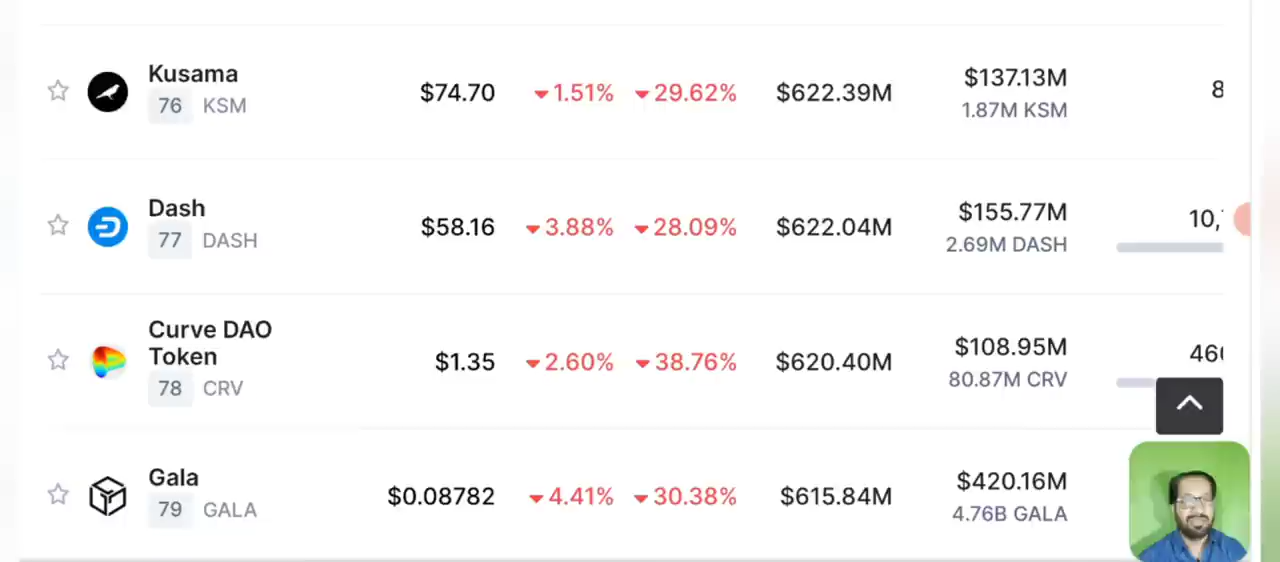 Kusama
76 KSM
$74.70 1.51% 29.62% $622.39M
$137.13M
1.87M KSM
8
Dash
77 DASH
$58.16 3.88% 28.09% $622.04M
$155.77M
2.69M DASH
10,
Curve DAO
Token
78 CRV
$1.35 2.60% 38.76% $620.40M
$108.95M
80.87M CRV
46
Gala
79 GALA
$0.08782 4.41% 30.38% $615.84M
$420.16M
4.76B GALA